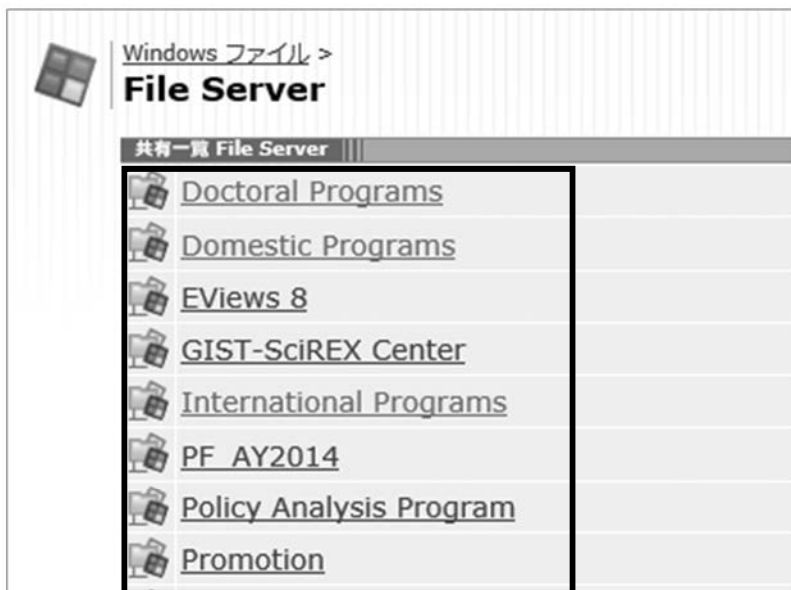 Windows ファイル >
File Server
共有一覧 File Server
Doctoral Programs
Domestic Programs
EViews 8
GIST-SciREX Center
International Programs
PF_AY2014
Policy Analysis Program
Promotion